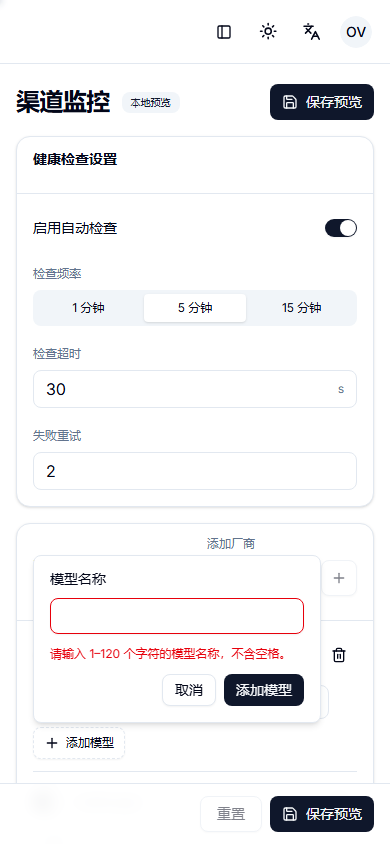 OV
渠道监控
本地预览
保存预览
健康检查设置
启用自动检查
检查频率
1 分钟
5 分钟
15 分钟
检查超时
30
s
失败重试
2
添加厂商
模型名称
请输入 1–120 个字符的模型名称，不含空格。
取消
添加模型
添加模型
重置
保存预览